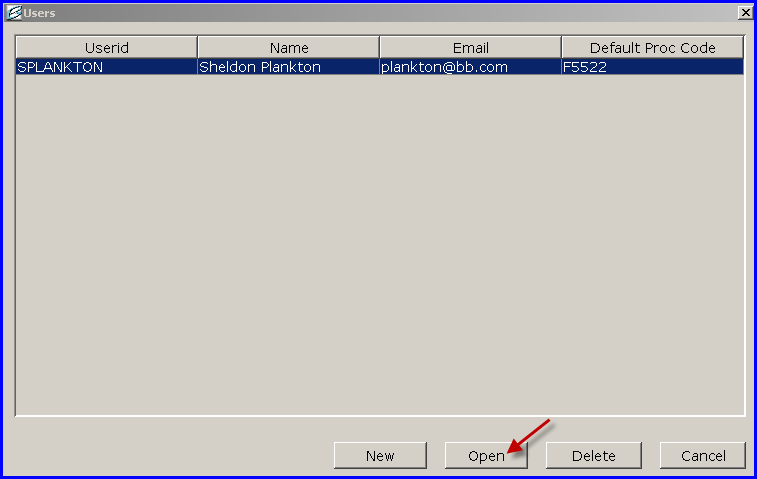 Users
Userid Name Email Default Proc Code
SPLANKTON Sheldon Plankton plankton@bb.com F5522
New Open Delete Cancel